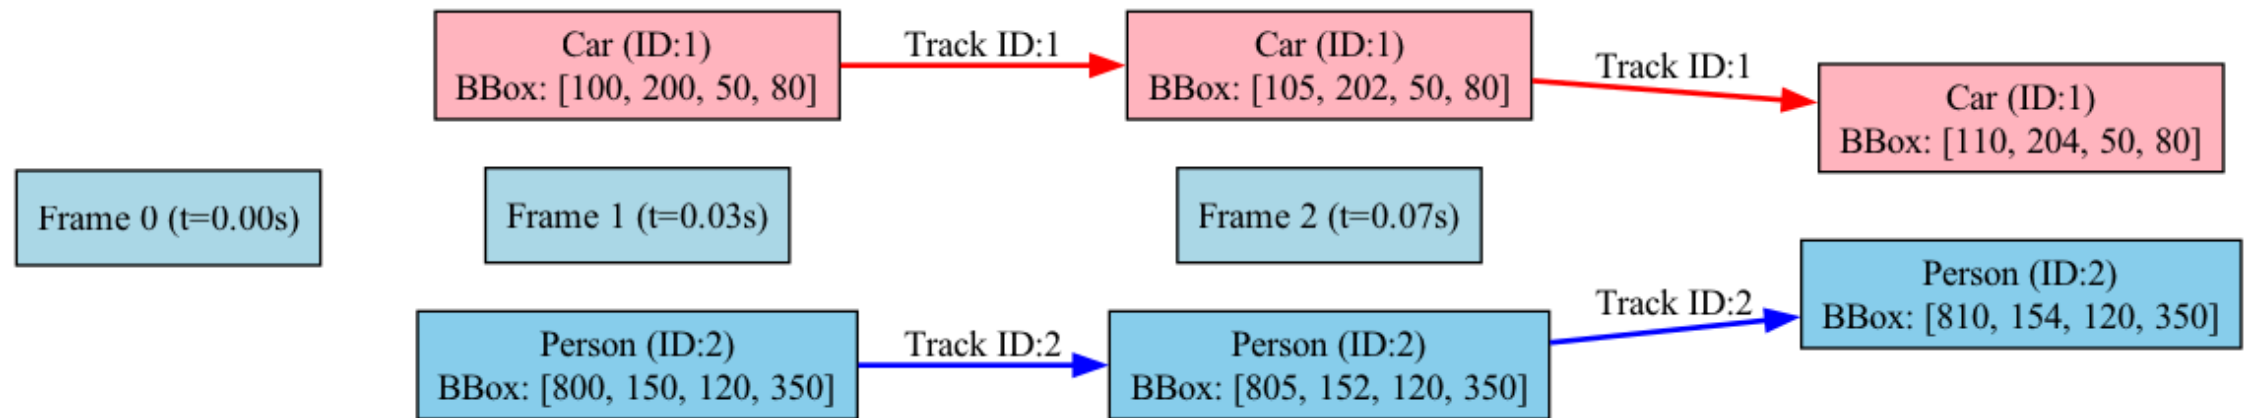 Car (ID:1)
BBox: [100, 200, 50, 80]
Track ID:1
Car (ID:1)
BBox: [105, 202, 50, 80]
Track ID:1
Car (ID:1)
BBox: [110, 204, 50, 80]
Frame 0 (t=0.00s)
Frame 1 (t=0.03s)
Frame 2 (t=0.07s)
Person (ID:2)
BBox: [800, 150, 120, 350]
Track ID:2
Person (ID:2)
BBox: [805, 152, 120, 350]
Track ID:2
Person (ID:2)
BBox: [810, 154, 120, 350]